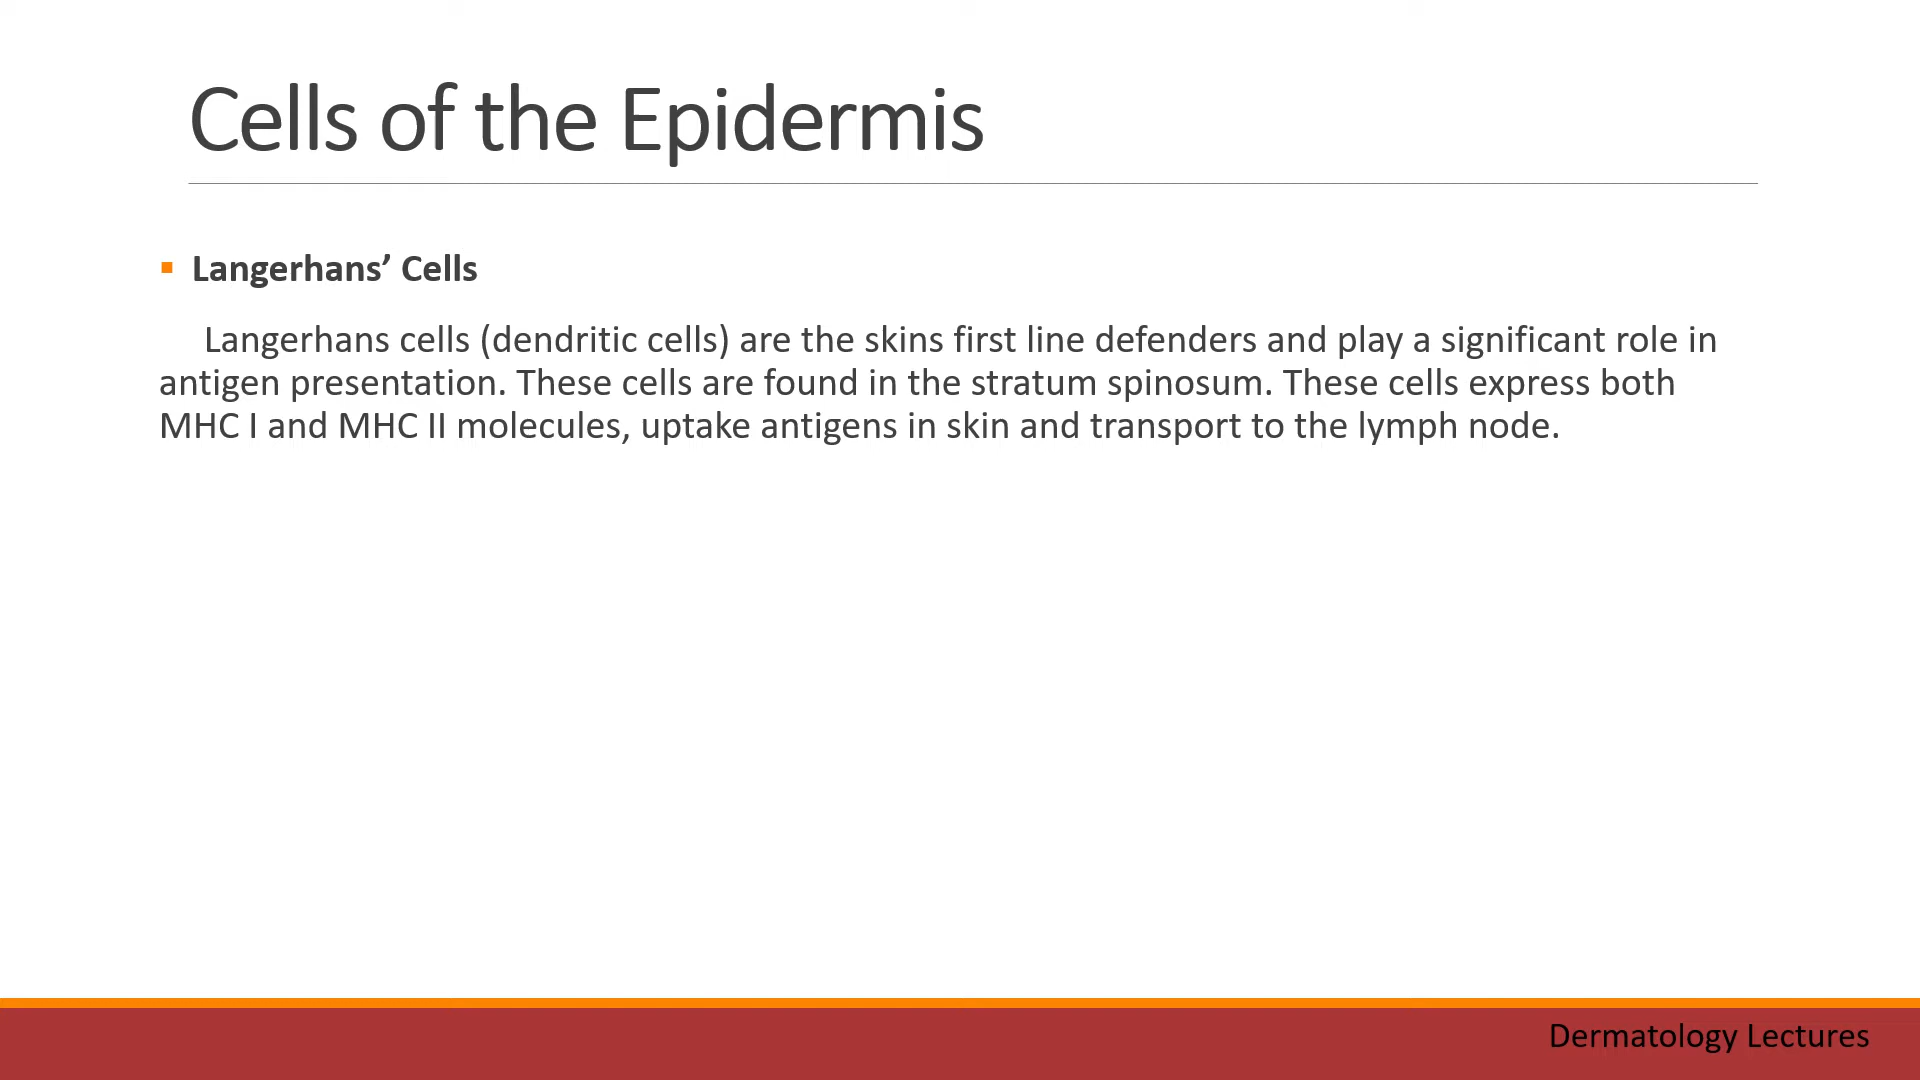 Cells of the Epidermis
▪ Langerhans’ Cells
Langerhans cells (dendritic cells) are the skins first line defenders and play a significant role in
antigen presentation. These cells are found in the stratum spinosum. These cells express both
MHC I and MHC II molecules, uptake antigens in skin and transport to the lymph node.
Dermatology Lectures